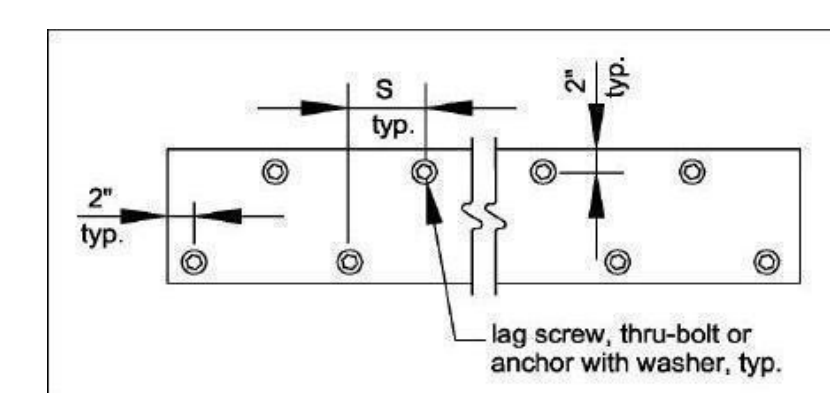 S
typ.
2"
typ.
2"
typ.
lag screw, thru-bolt or
anchor with washer, typ.